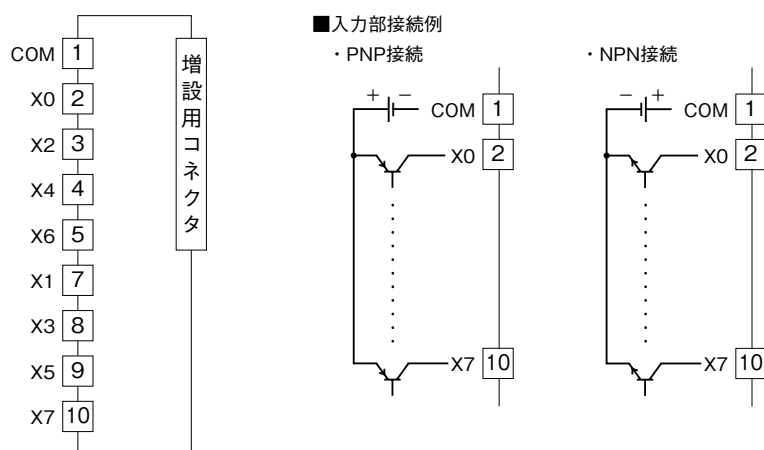 COM 1
X0 2
X2 3
X4 4
X6 5
X1 7
X3 8
X5 9
X7 10
増設用コネクタ
■入力部接続例
・PNP接続
+ −
COM 1
X0 2
X7 10
・NPN接続
− +
COM 1
X0 2
X7 10